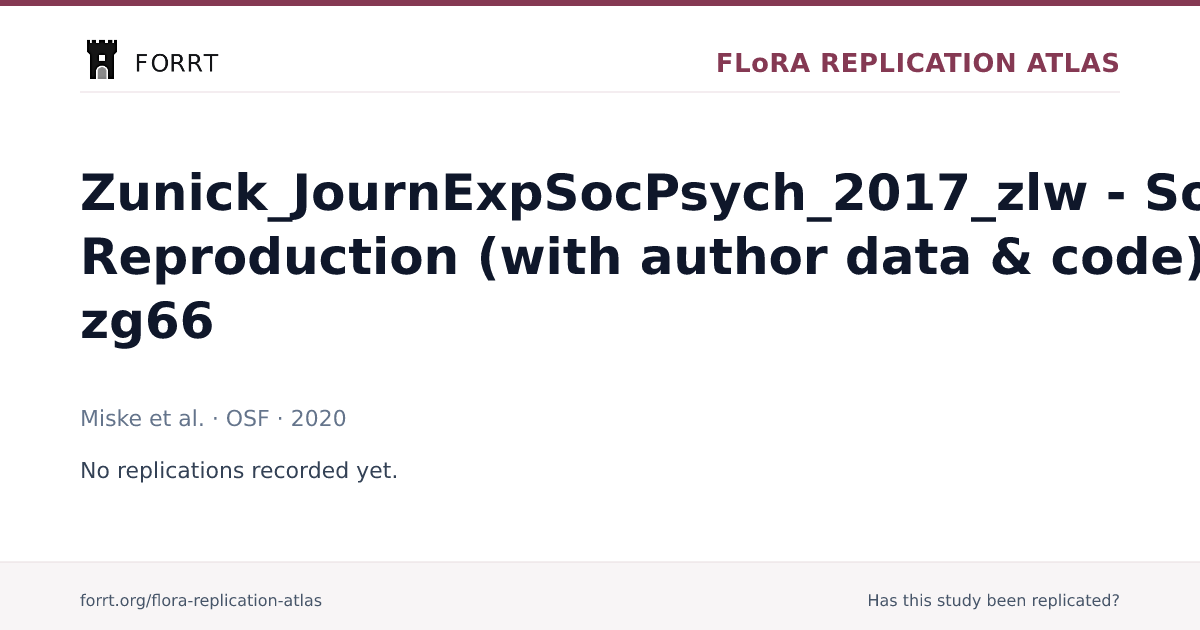 FORRT
FLoRA REPLICATION ATLAS
Zunick_JournExpSocPsych_2017_zlw - Sc
Reproduction (with author data & code)
zg66
Miske et al. · OSF · 2020
No replications recorded yet.
forrt.org/flora-replication-atlas
Has this study been replicated?